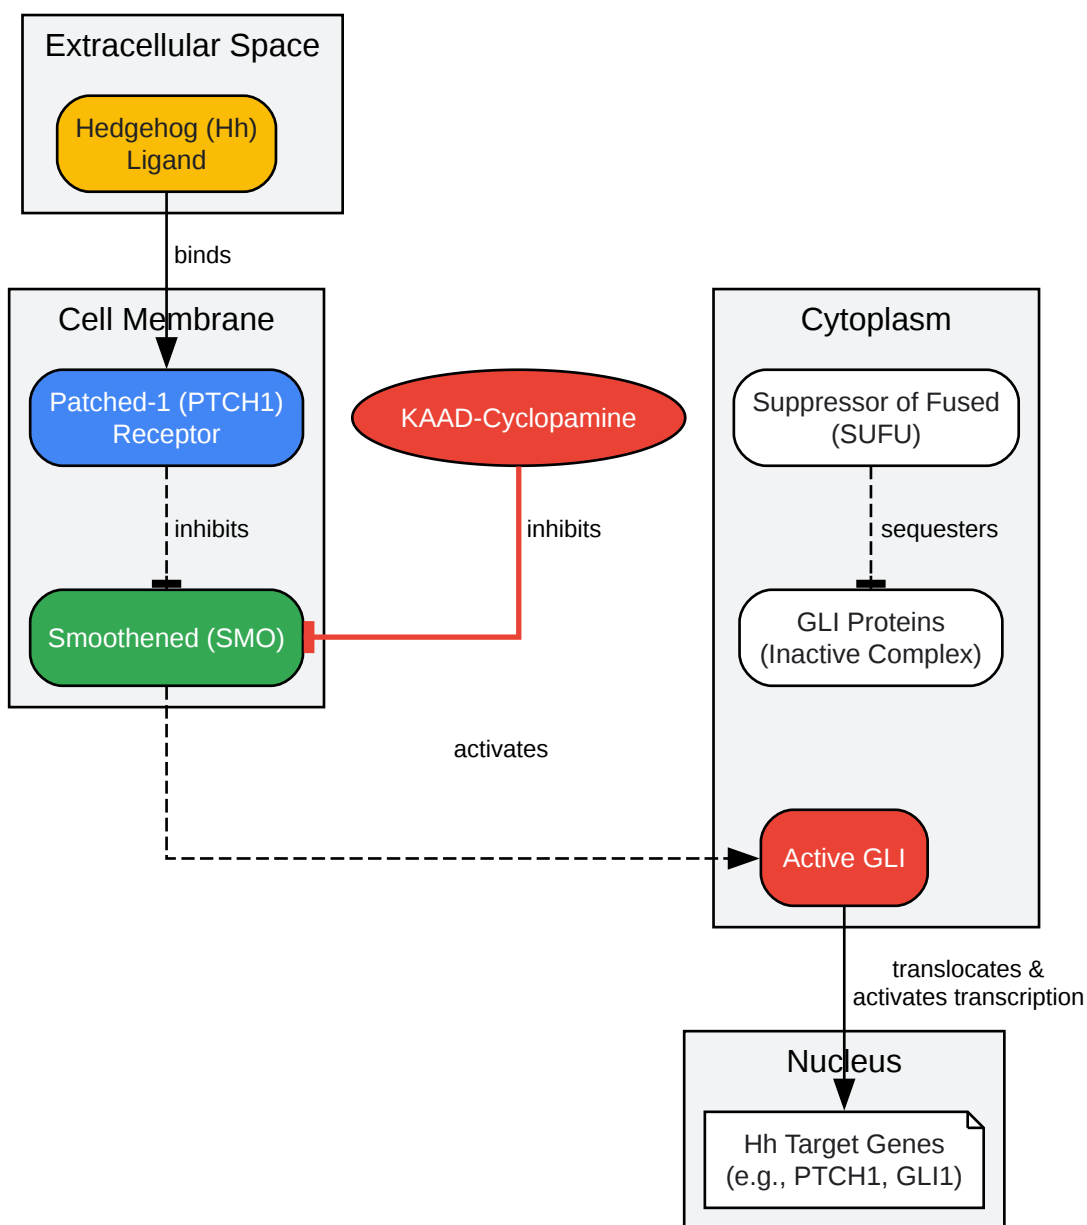 Extracellular Space
Hedgehog (Hh)
Ligand
binds
Cell Membrane
Patched-1 (PTCH1)
Receptor
inhibits
Smoothened (SMO)
KAAD-Cyclopamine
inhibits
activates
Cytoplasm
Suppressor of Fused
(SUFU)
sequesters
GLI Proteins
(Inactive Complex)
Active GLI
translocates &
activates transcription
Nucleus
Hh Target Genes
(e.g., PTCH1, GLI1)